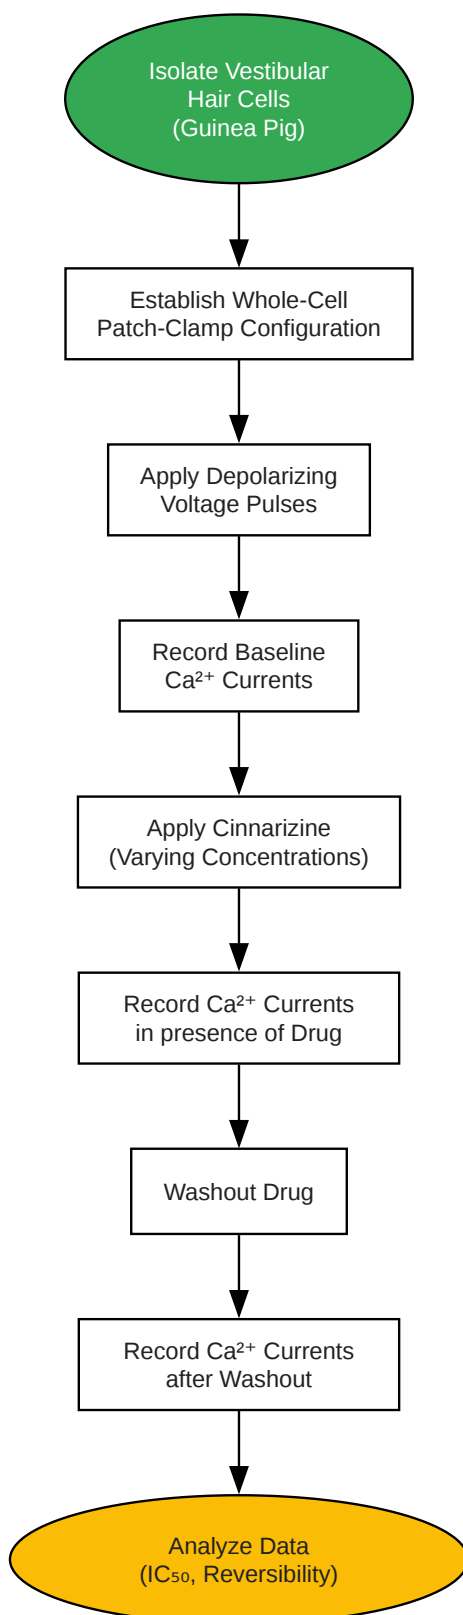 Isolate Vestibular
Hair Cells
(Guinea Pig)
Establish Whole-Cell
Patch-Clamp Configuration
Apply Depolarizing
Voltage Pulses
Record Baseline
Ca²⁺ Currents
Apply Cinnarizine
(Varying Concentrations)
Record Ca²⁺ Currents
in presence of Drug
Washout Drug
Record Ca²⁺ Currents
after Washout
Analyze Data
(IC₅₀, Reversibility)